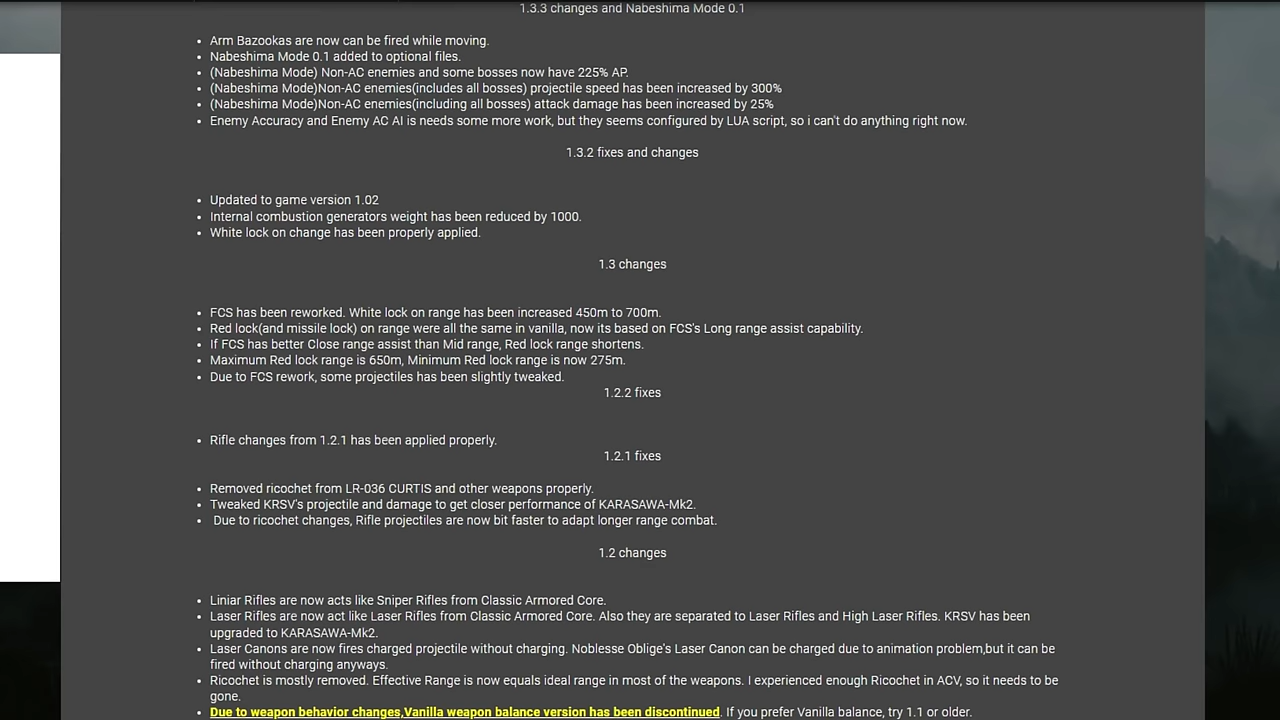 1.3.3 changes and Nabeshima Mode 0.1
• Arm Bazookas are now can be fired while moving.
• Nabeshima Mode 0.1 added to optional files.
• (Nabeshima Mode) Non-AC enemies and some bosses now have 225% AP.
• (Nabeshima Mode)Non-AC enemies(includes all bosses) projectile speed has been increased by 300%
• (Nabeshima Mode)Non-AC enemies(including all bosses) attack damage has been increased by 25%
• Enemy Accuracy and Enemy AC AI is needs some more work, but they seems configured by LUA script, so i can't do anything right now.
1.3.2 fixes and changes
• Updated to game version 1.02
• Internal combustion generators weight has been reduced by 1000.
• White lock on change has been properly applied.
1.3 changes
• FCS has been reworked. White lock on range has been increased 450m to 700m.
• Red lock(and missile lock) on range were all the same in vanilla, now its based on FCS's Long range assist capability.
• If FCS has better Close range assist than Mid range, Red lock range shortens.
• Maximum Red lock range is 650m, Minimum Red lock range is now 275m.
• Due to FCS rework, some projectiles has been slightly tweaked.
1.2.2 fixes
• Rifle changes from 1.2.1 has been applied properly.
1.2.1 fixes
• Removed ricochet from LR-036 CURTIS and other weapons properly.
• Tweaked KRSV's projectile and damage to get closer performance of KARASAWA-Mk2.
• Due to ricochet changes, Rifle projectiles are now bit faster to adapt longer range combat.
1.2 changes
• Liniar Rifles are now acts like Sniper Rifles from Classic Armored Core.
• Laser Rifles are now act like Laser Rifles from Classic Armored Core. Also they are separated to Laser Rifles and High Laser Rifles. KRSV has been
upgraded to KARASAWA-Mk2.
• Laser Canons are now fires charged projectile without charging. Noblesse Oblige's Laser Canon can be charged due to animation problem,but it can be
fired without charging anyways.
• Ricochet is mostly removed. Effective Range is now equals ideal range in most of the weapons. I experienced enough Ricochet in ACV, so it needs to be
gone.
• Due to weapon behavior changes,Vanilla weapon balance version has been discontinued. If you prefer Vanilla balance, try 1.1 or older.